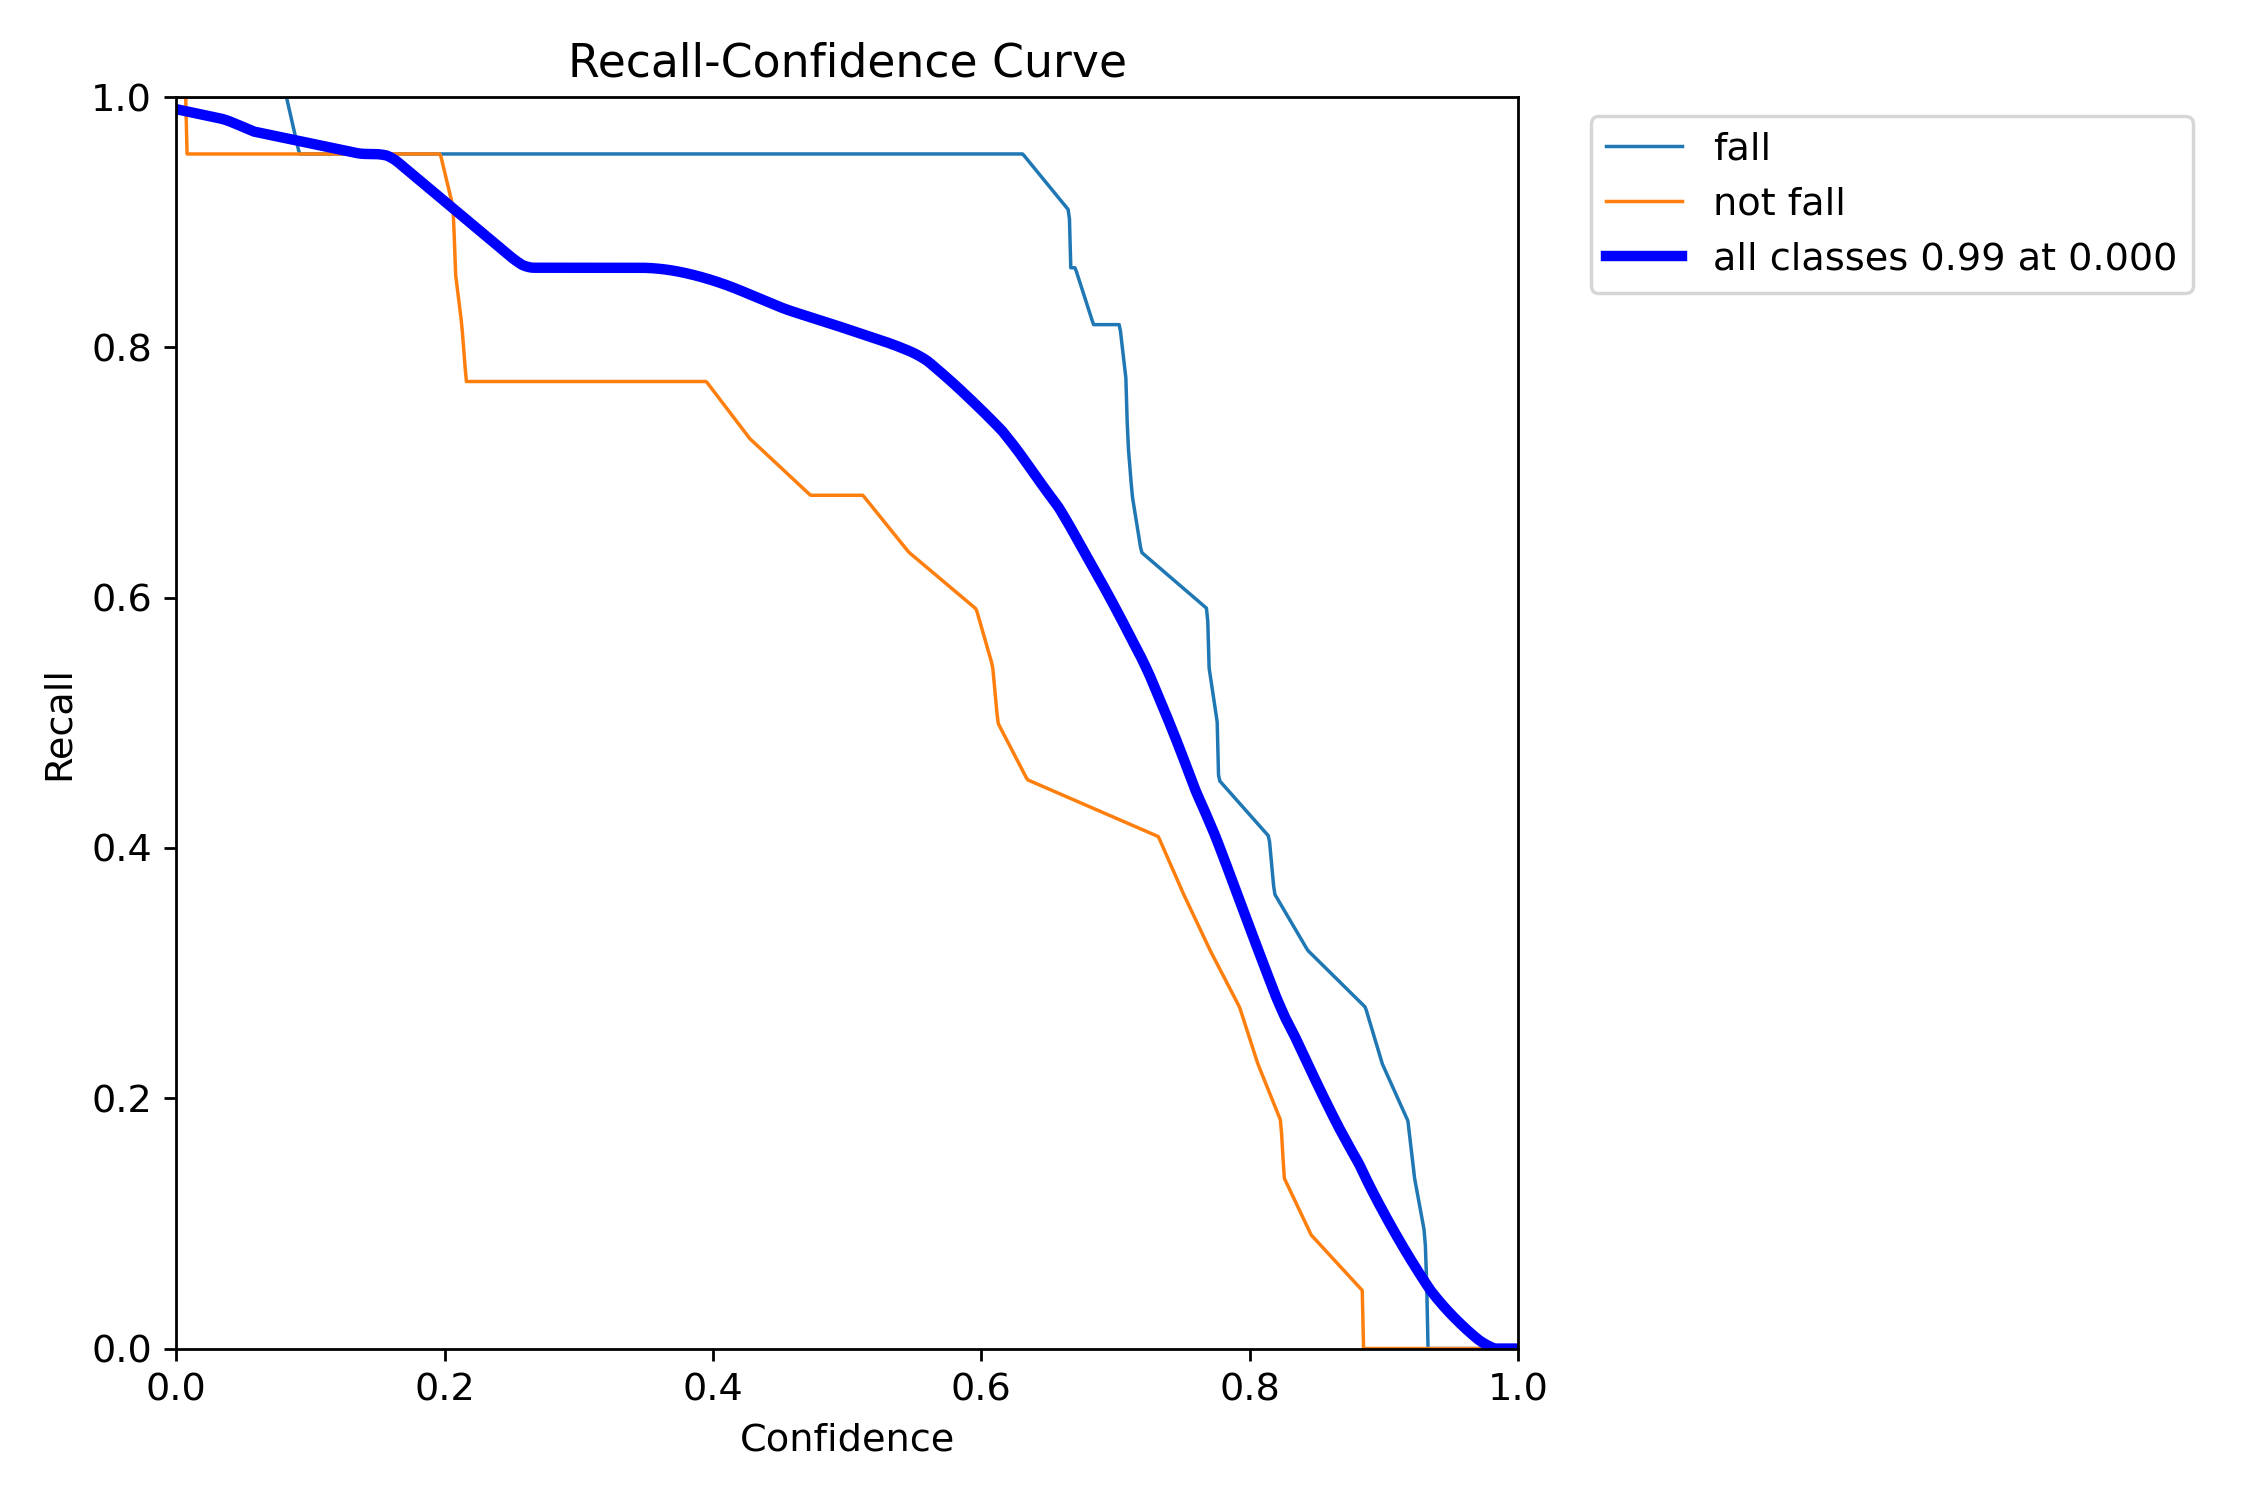 Recall-Confidence Curve
1.0
0.8
0.6
0.4
0.2
0.0
Recall
0.0 0.2 0.4 0.6 0.8 1.0
Confidence
fall
not fall
all classes 0.99 at 0.000